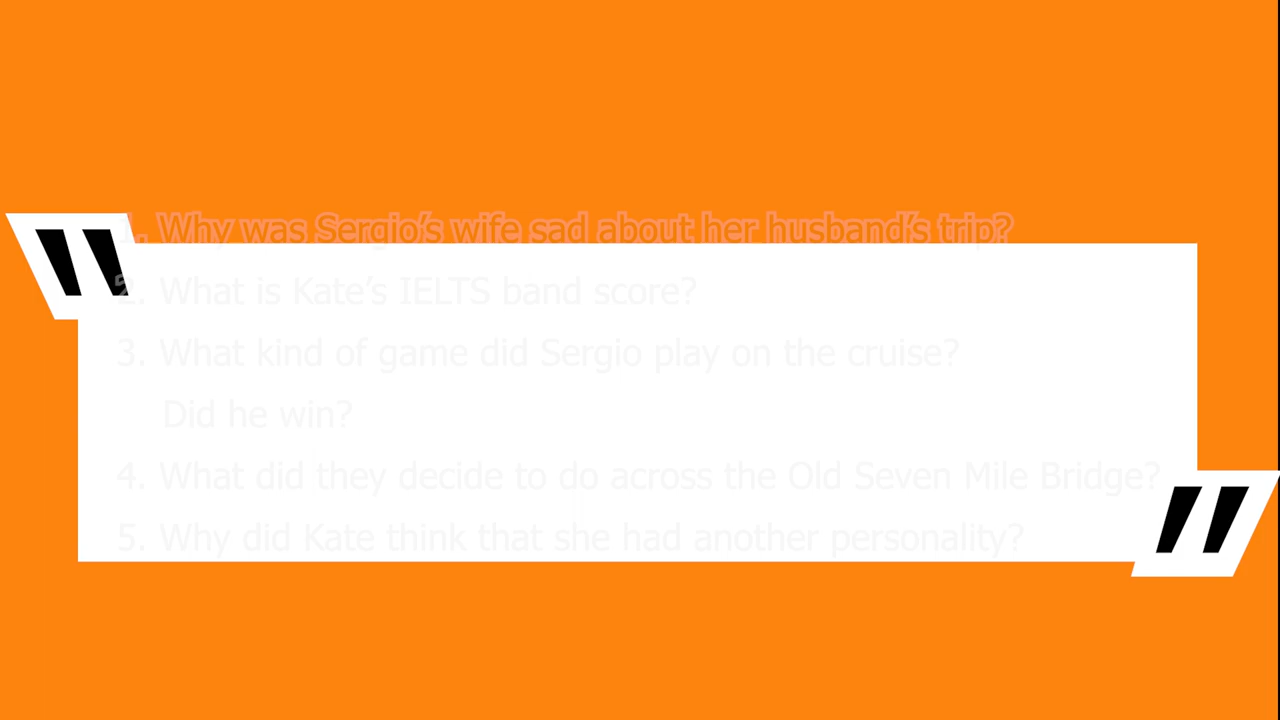 1. Why was Sergio's wife sad about her husband's trip?
2. What is Kate's IELTS band score?
3. What kind of game did Sergio play on the cruise?
Did he win?
4. What did they decide to do across the Old Seven Mile Bridge?
5. Why did Kate think that she had another personality?